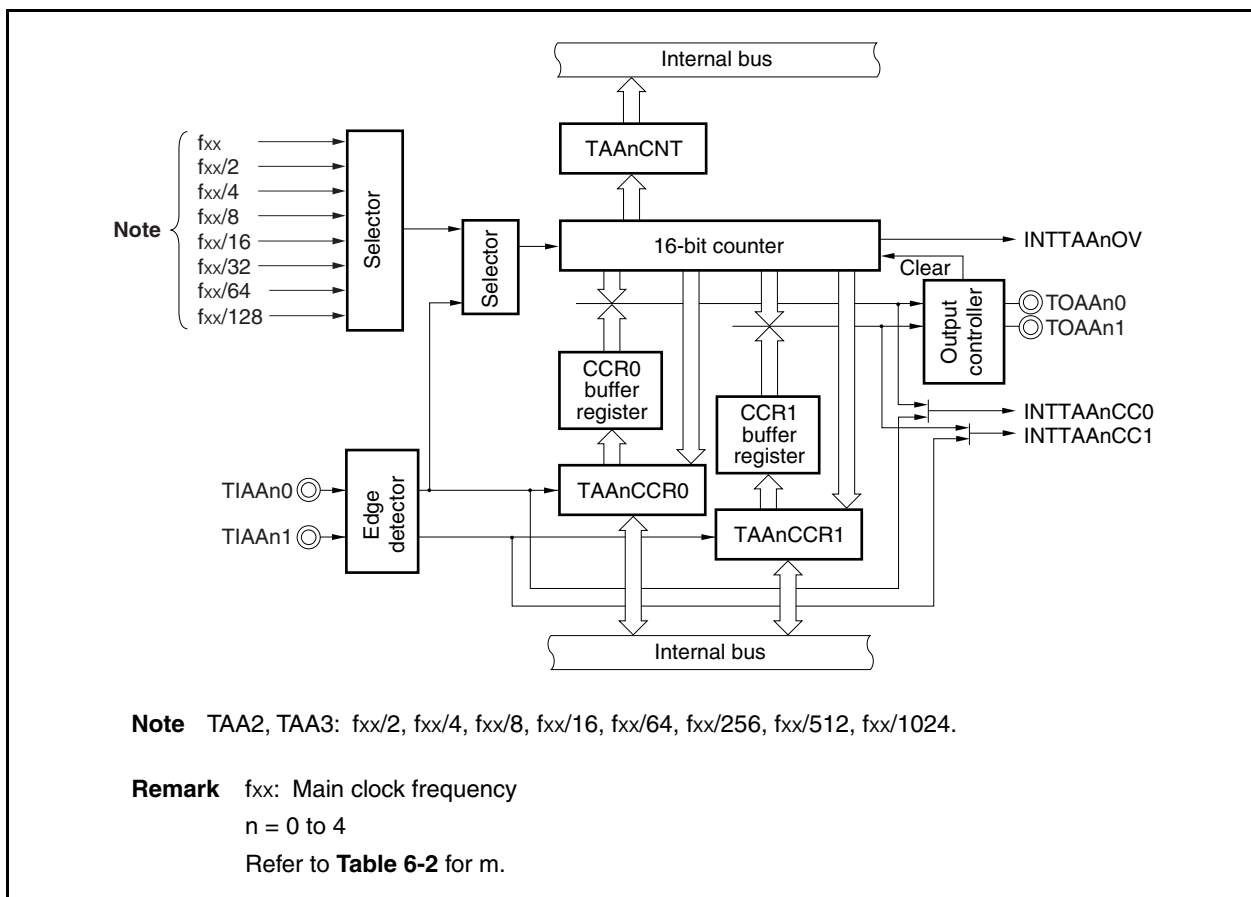 Internal bus
TAAnCNT
Note
fxx
fxx/2
fxx/4
fxx/8
fxx/16
fxx/32
fxx/64
fxx/128
Selector
Selector
16-bit counter
INTTAAnOV
Clear
Output
controller
TOAAn0
TOAAn1
CCR0
buffer
register
CCR1
buffer
register
INTTAAnCC0
INTTAAnCC1
TIAAn0
TIAAn1
Edge
detector
TAAnCCR0
TAAnCCR1
Internal bus
Note TAA2, TAA3: fxx/2, fxx/4, fxx/8, fxx/16, fxx/64, fxx/256, fxx/512, fxx/1024.
Remark fxx: Main clock frequency
n = 0 to 4
Refer to Table 6-2 for m.